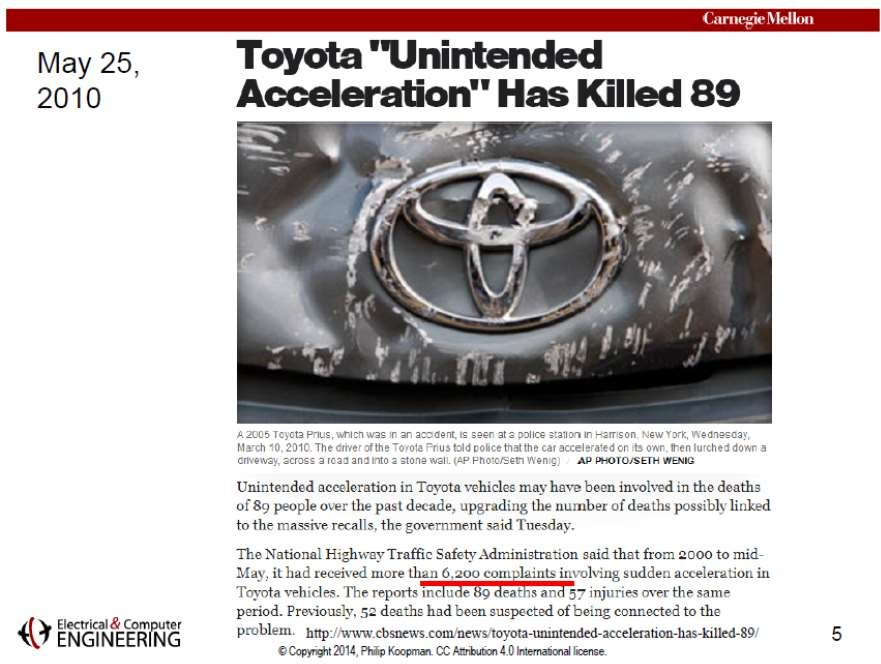 Carnegie Mellon
May 25,
2010
Toyota "Unintended
Acceleration" Has Killed 89
A 2005 Toyota Prius, which was in an accident, is seen at a police station in Harrison, New York, Wednesday,
March 10, 2010. The driver of the Toyota Prius told police that the car accelerated on its own, then lurched down a
driveway, across a road and into a stone wall. (AP Photo/Seth Wenig) / AP PHOTO/SETH WENIG
Unintended acceleration in Toyota vehicles may have been involved in the deaths
of 89 people over the past decade, upgrading the number of deaths possibly linked
to the massive recalls, the government said Tuesday.
The National Highway Traffic Safety Administration said that from 2000 to mid-
May, it had received more than 6,200 complaints involving sudden acceleration in
Toyota vehicles. The reports include 89 deaths and 57 injuries over the same
period. Previously, 52 deaths had been suspected of being connected to the
problem. http://www.cbsnews.com/news/toyota-unintended-acceleration-has-killed-89/
Electrical & Computer
ENGINEERING
© Copyright 2014, Philip Koopman. CC Attribution 4.0 International license.
5